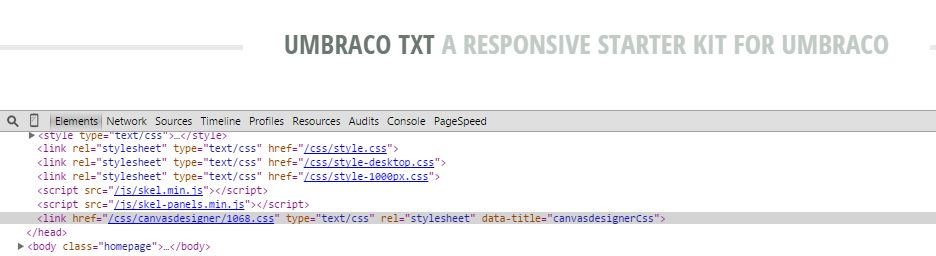 UMBRACO TXT A RESPONSIVE STARTER KIT FOR UMBRACO
Elements Network Sources Timeline Profiles Resources Audits Console PageSpeed
<style type="text/css">…</style>
<link rel="stylesheet" type="text/css" href="/css/style.css">
<link rel="stylesheet" type="text/css" href="/css/style-desktop.css">
<link rel="stylesheet" type="text/css" href="/css/style-1000px.css">
<script src="/js/skel.min.js"></script>
<script src="/js/skel-panels.min.js"></script>
<link href="/css/canvasdesigner/1068.css" type="text/css" rel="stylesheet" data-title="canvasdesignerCss">
</head>
<body class="homepage">…</body>